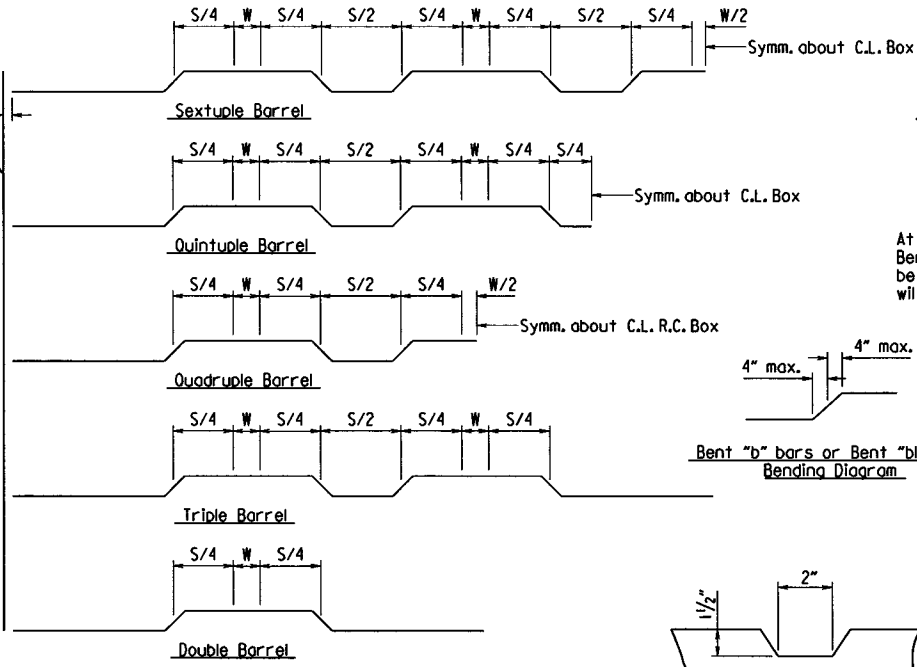 S/4 W S/4 S/2 S/4 W S/4 S/2 S/4 W/2
Symm. about C.L. Box
Sextuple Barrel
S/4 W S/4 S/2 S/4 W S/4 S/4
Symm. about C.L. Box
Quintuple Barrel
At
Ben
be
wil
S/4 W S/4 S/2 S/4 W/2
Symm. about C.L. R.C. Box
Quadruple Barrel
4" max.
4" max.
Bent "b" bars or Bent "b
Bending Diagram
S/4 W S/4 S/2 S/4 W S/4
Triple Barrel
S/4 W S/4
Double Barrel
2"
1 1/2"